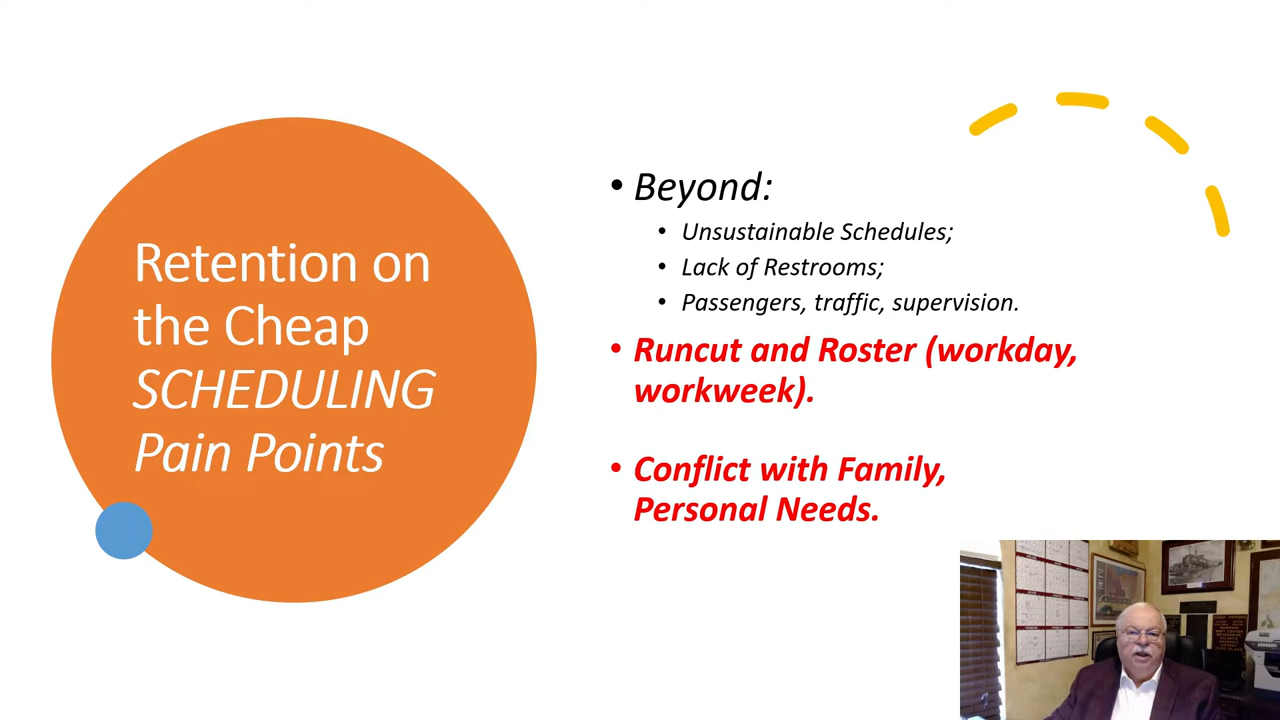 Retention on
the Cheap
SCHEDULING
Pain Points
• Beyond:
• Unsustainable Schedules;
• Lack of Restrooms;
• Passengers, traffic, supervision.
• Runcut and Roster (workday,
workweek).
• Conflict with Family,
Personal Needs.